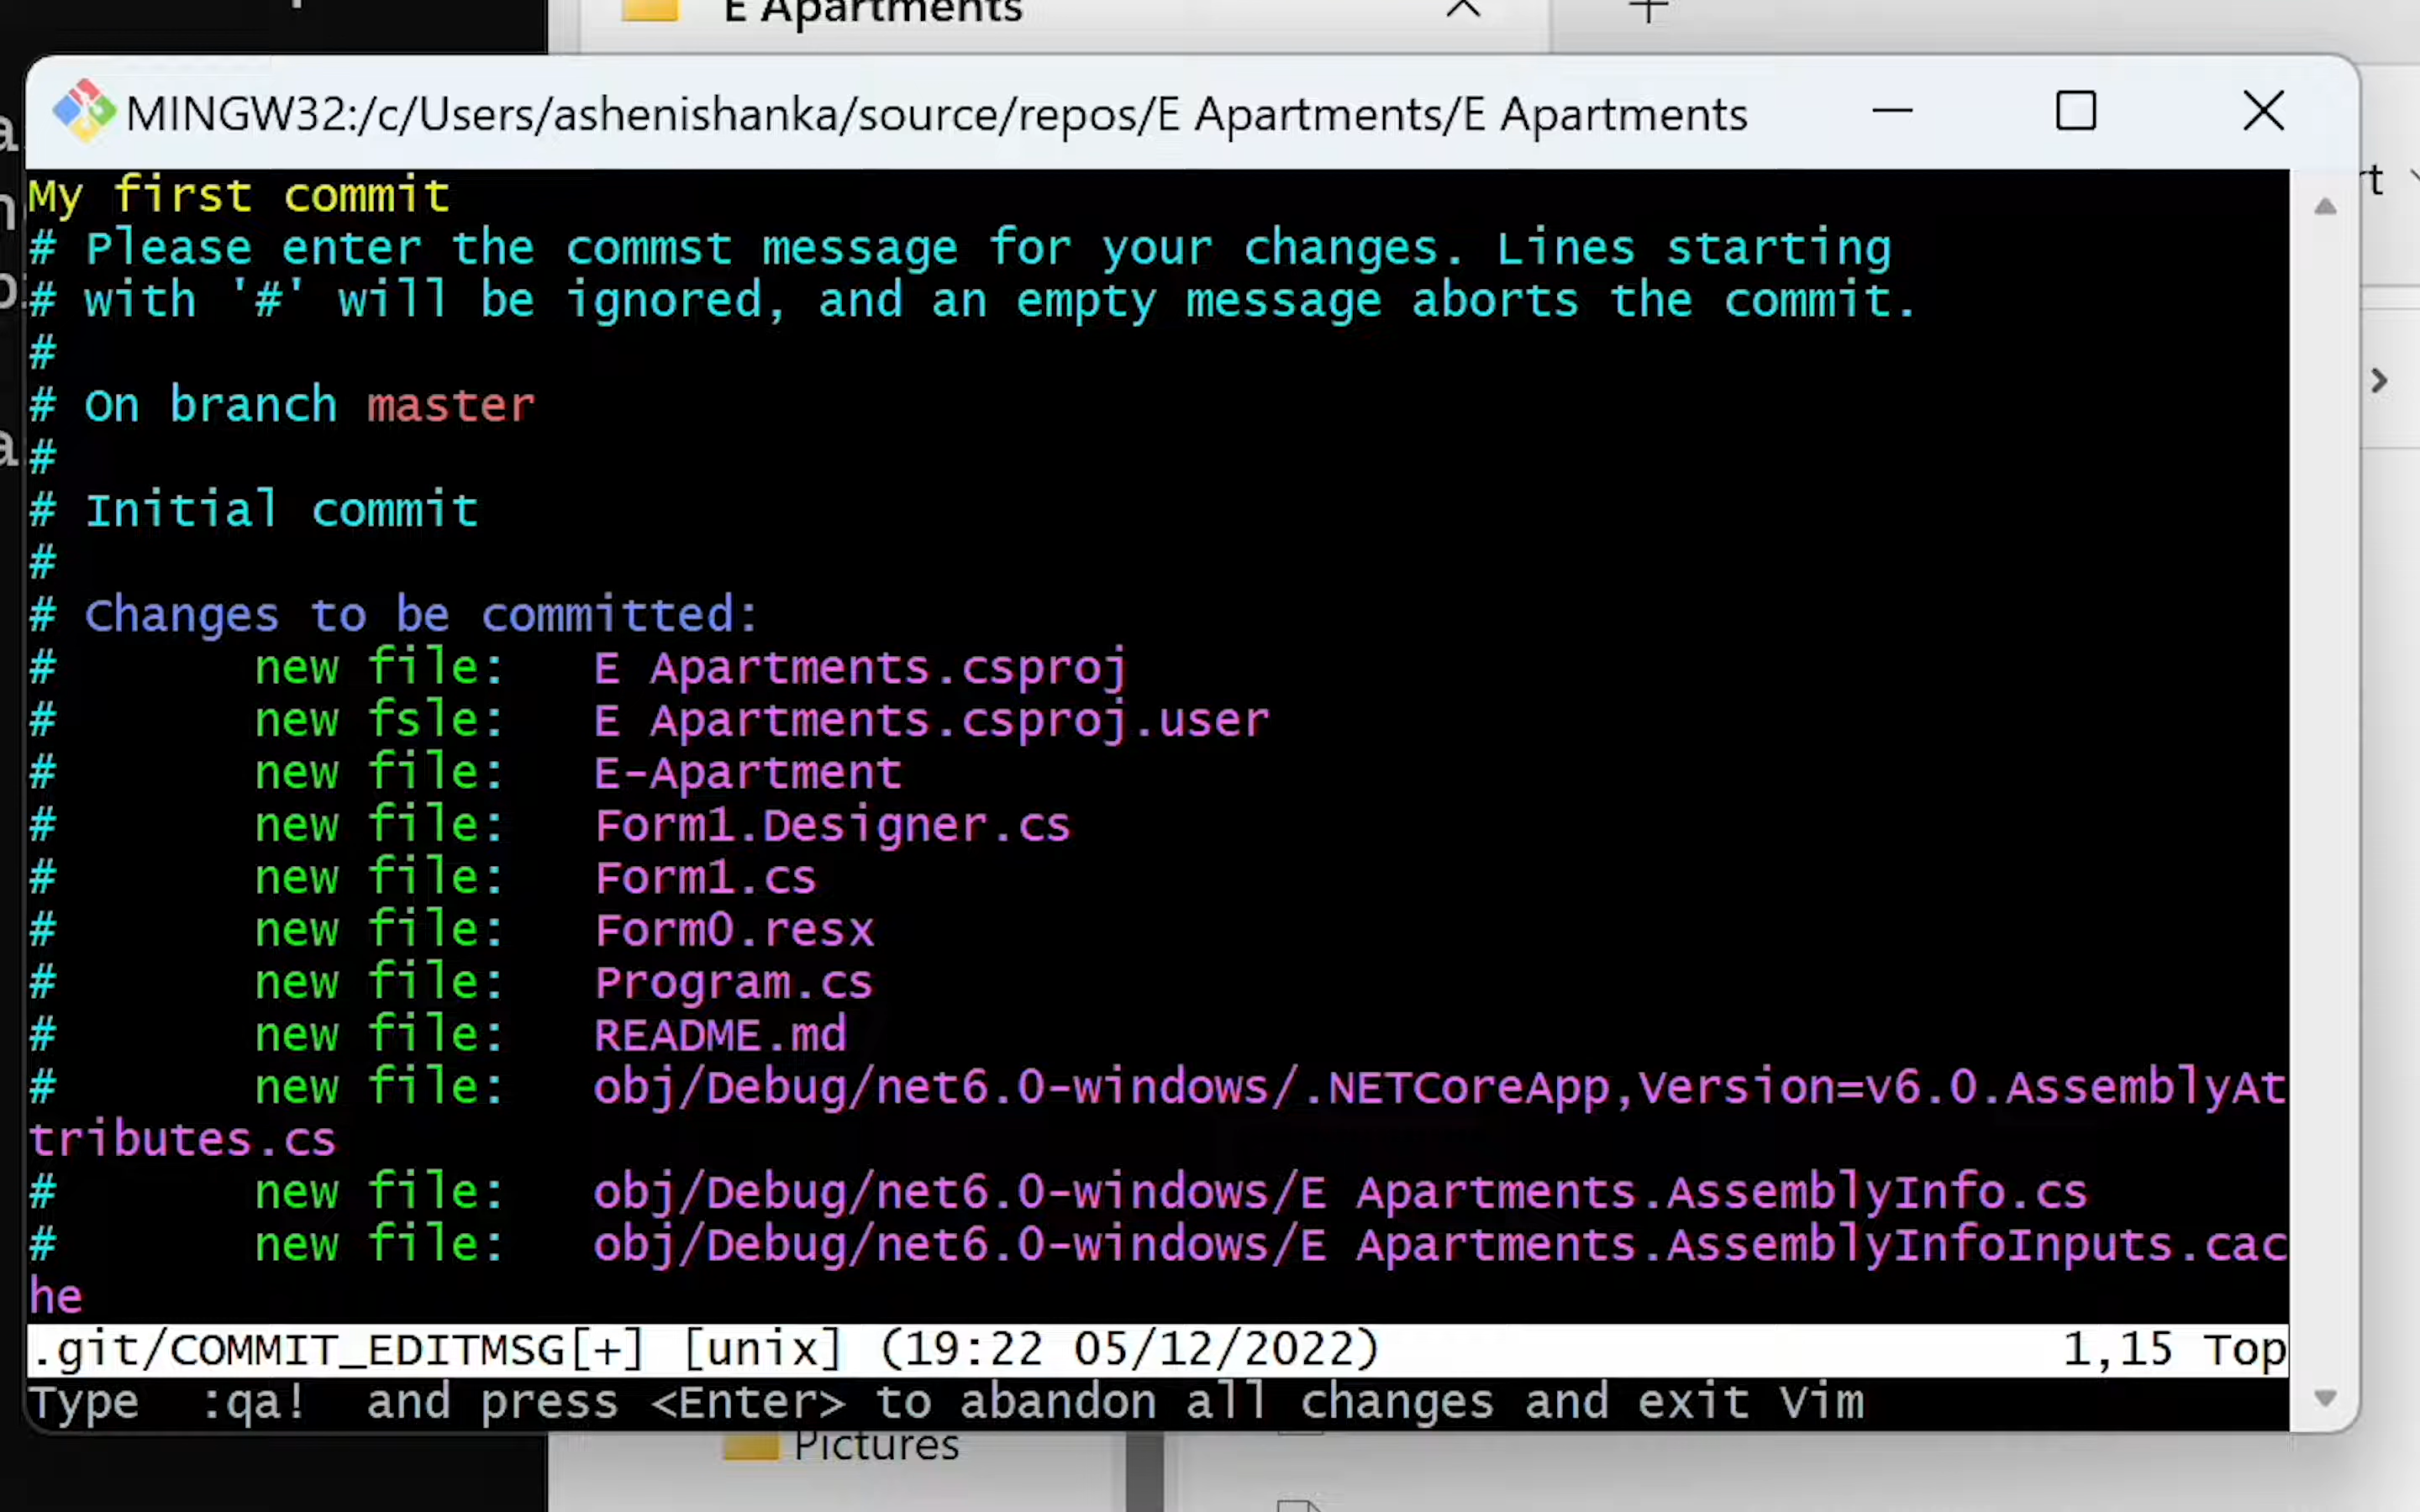 E Apartments
MINGW32:/c/Users/ashenishanka/source/repos/E Apartments/E Apartments
My first commit
# Please enter the commst message for your changes. Lines starting
# with '#' will be ignored, and an empty message aborts the commit.
#
# On branch master
#
# Initial commit
#
# Changes to be committed:
#       new file:   E Apartments.csproj
#       new fsle:   E Apartments.csproj.user
#       new file:   E-Apartment
#       new file:   Form1.Designer.cs
#       new file:   Form1.cs
#       new file:   Form0.resx
#       new file:   Program.cs
#       new file:   README.md
#       new file:   obj/Debug/net6.0-windows/.NETCoreApp,Version=v6.0.AssemblyAt
tributes.cs
#       new file:   obj/Debug/net6.0-windows/E Apartments.AssemblyInfo.cs
#       new file:   obj/Debug/net6.0-windows/E Apartments.AssemblyInfoInputs.cac
he
.git/COMMIT_EDITMSG[+] [unix] (19:22 05/12/2022) 1,15 Top
Type  :qa!  and press <Enter> to abandon all changes and exit Vim
Pictures